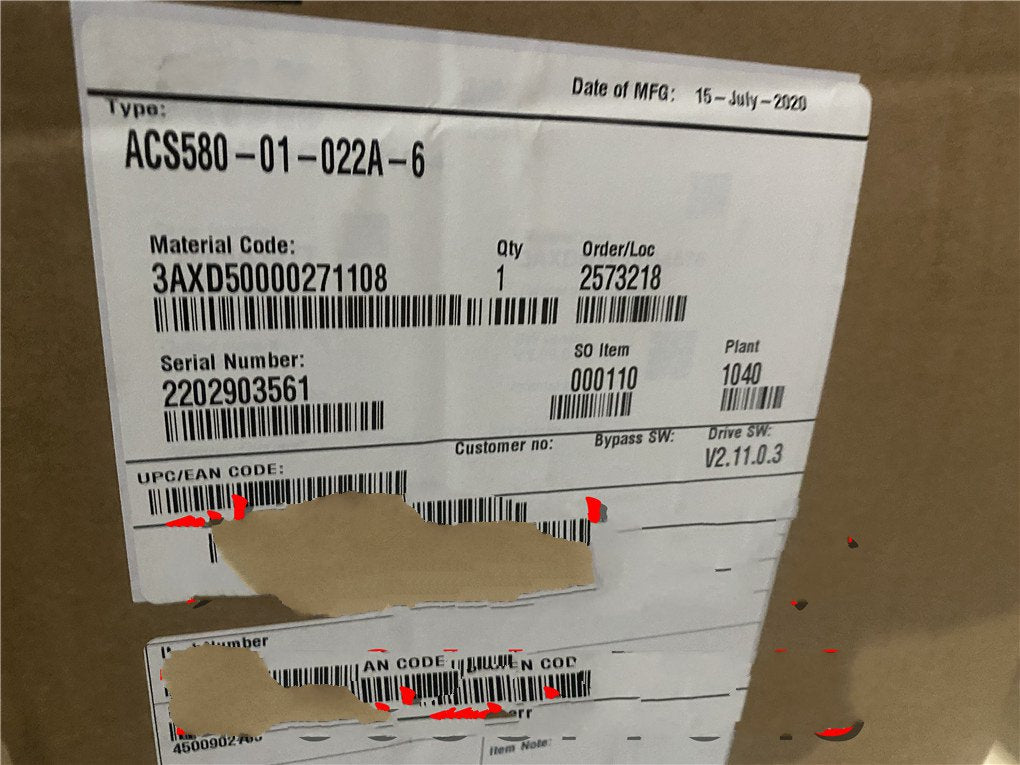 Date of MFG: 15-July-2020
Type:
ACS580-01-022A-6
Material Code: Qty Order/Loc
3AXD50000271108 1 2573218
Serial Number: SO Item Plant
2202903561 000110 1040
Customer no: Bypass SW: Drive SW:
V2.11.0.3
UPC/EAN CODE:
AN CODE
Item Note: